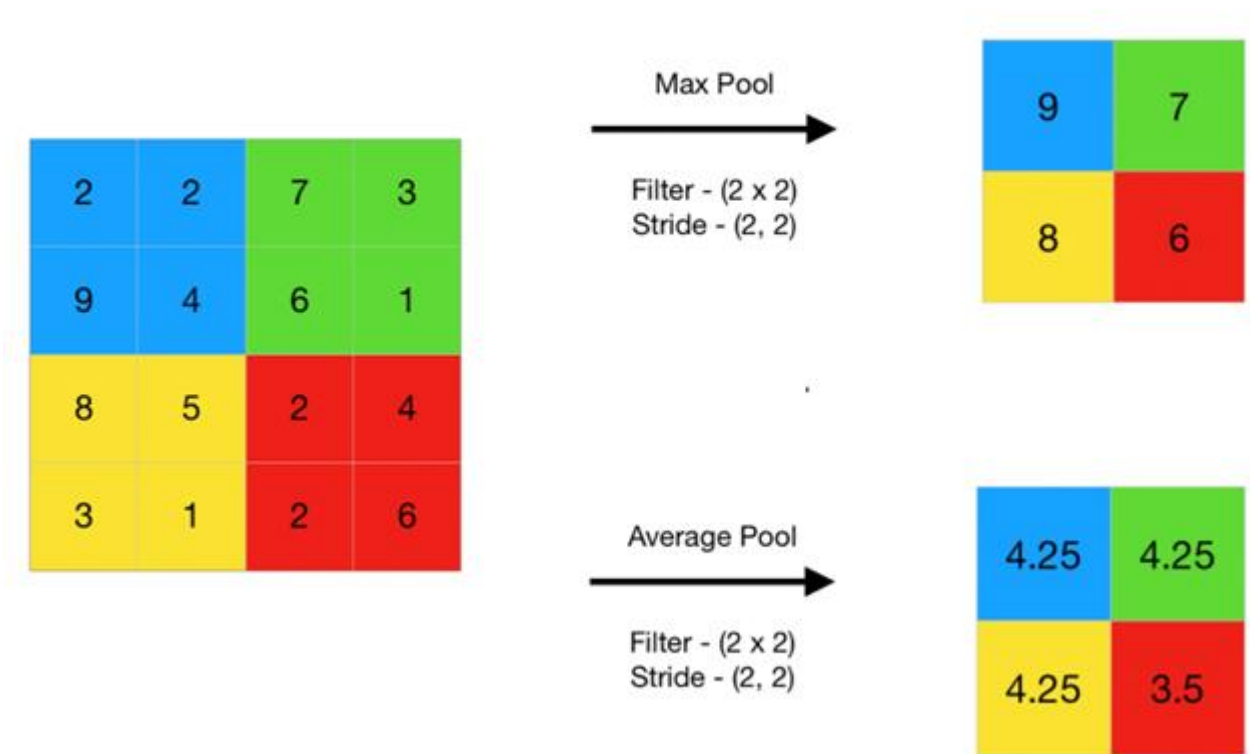 2 2 7 3
9 4 6 1
8 5 2 4
3 1 2 6
Max Pool
Filter - (2 x 2)
Stride - (2, 2)
9 7
8 6
Average Pool
Filter - (2 x 2)
Stride - (2, 2)
4.25 4.25
4.25 3.5